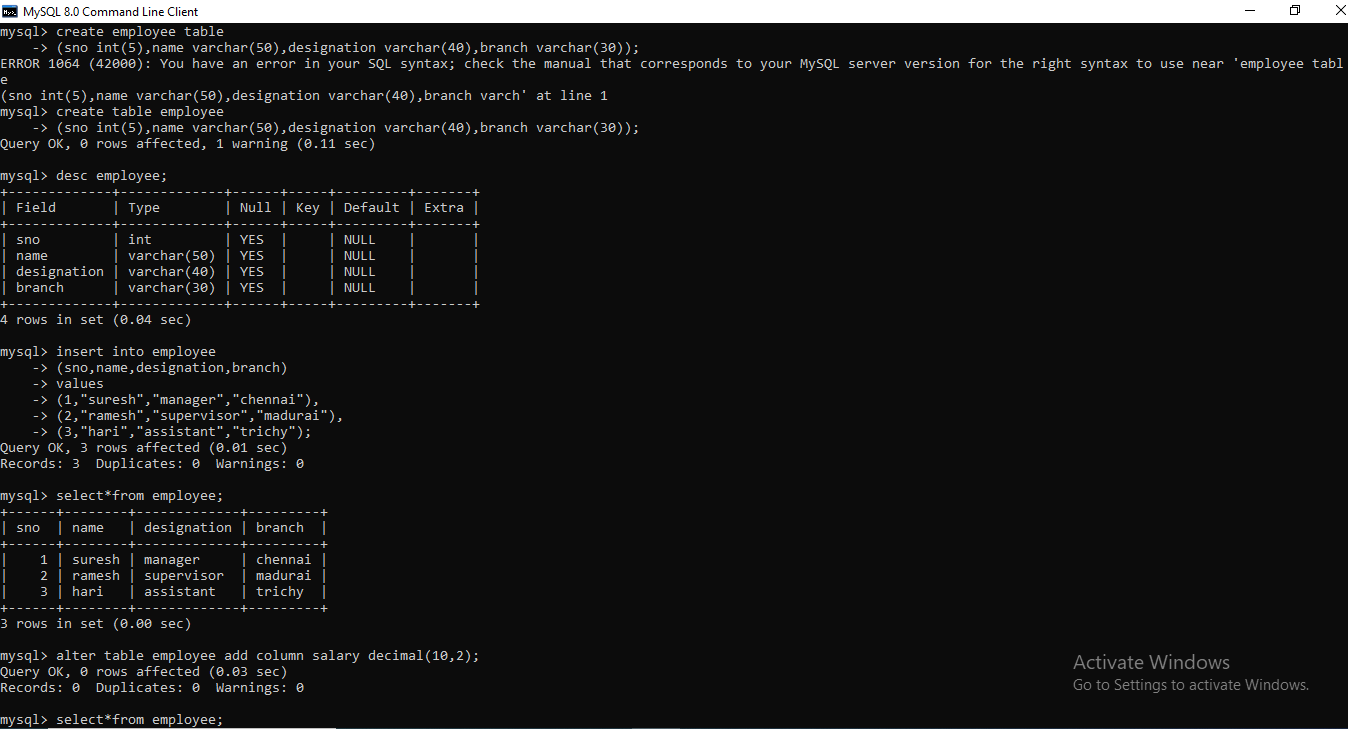 MySQL 8.0 Command Line Client
mysql> create employee table
    -> (sno int(5),name varchar(50),designation varchar(40),branch varchar(30));
ERROR 1064 (42000): You have an error in your SQL syntax; check the manual that corresponds to your MySQL server version for the right syntax to use near 'employee tabl
e
(sno int(5),name varchar(50),designation varchar(40),branch varch' at line 1
mysql> create table employee
    -> (sno int(5),name varchar(50),designation varchar(40),branch varchar(30));
Query OK, 0 rows affected, 1 warning (0.11 sec)

mysql> desc employee;
+-------------+-------------+------+-----+---------+-------+
| Field       | Type        | Null | Key | Default | Extra |
+-------------+-------------+------+-----+---------+-------+
| sno         | int         | YES  |     | NULL    |       |
| name        | varchar(50) | YES  |     | NULL    |       |
| designation | varchar(40) | YES  |     | NULL    |       |
| branch      | varchar(30) | YES  |     | NULL    |       |
+-------------+-------------+------+-----+---------+-------+
4 rows in set (0.04 sec)

mysql> insert into employee
    -> (sno,name,designation,branch)
    -> values
    -> (1,"suresh","manager","chennai"),
    -> (2,"ramesh","supervisor","madurai"),
    -> (3,"hari","assistant","trichy");
Query OK, 3 rows affected (0.01 sec)
Records: 3  Duplicates: 0  Warnings: 0

mysql> select*from employee;
+------+--------+-------------+---------+
| sno  | name   | designation | branch  |
+------+--------+-------------+---------+
|    1 | suresh | manager     | chennai |
|    2 | ramesh | supervisor  | madurai |
|    3 | hari   | assistant   | trichy  |
+------+--------+-------------+---------+
3 rows in set (0.00 sec)

mysql> alter table employee add column salary decimal(10,2);
Query OK, 0 rows affected (0.03 sec)
Records: 0  Duplicates: 0  Warnings: 0

mysql> select*from employee;
Activate Windows
Go to Settings to activate Windows.